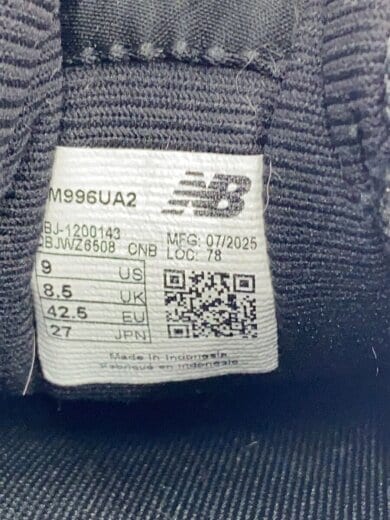 M996UA2
NB
BJ-1200143
BJWZ6508 CNB
MFG: 07/2025
LOC: 78
9 US
8.5 UK
42.5 EU
27 JPN
Made in Indonesia
Fabriqué en Indonésie